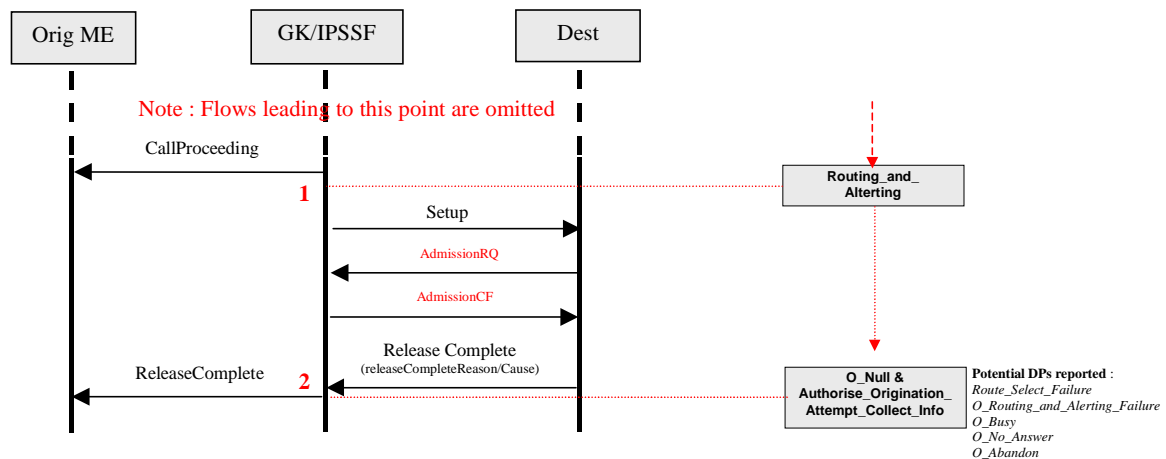 Orig ME
GK/IPSSF
Dest
Note : Flows leading to this point are omitted
CallProceeding
1
Routing_and_
Alterting
Setup
AdmissionRQ
AdmissionCF
Release Complete
(releaseCompleteReason/Cause)
ReleaseComplete
2
O_Null &
Authorise_Origination_
Attempt_Collect_Info
Potential DPs reported :
Route_Select_Failure
O_Routing_and_Alerting_Failure
O_Busy
O_No_Answer
O_Abandon